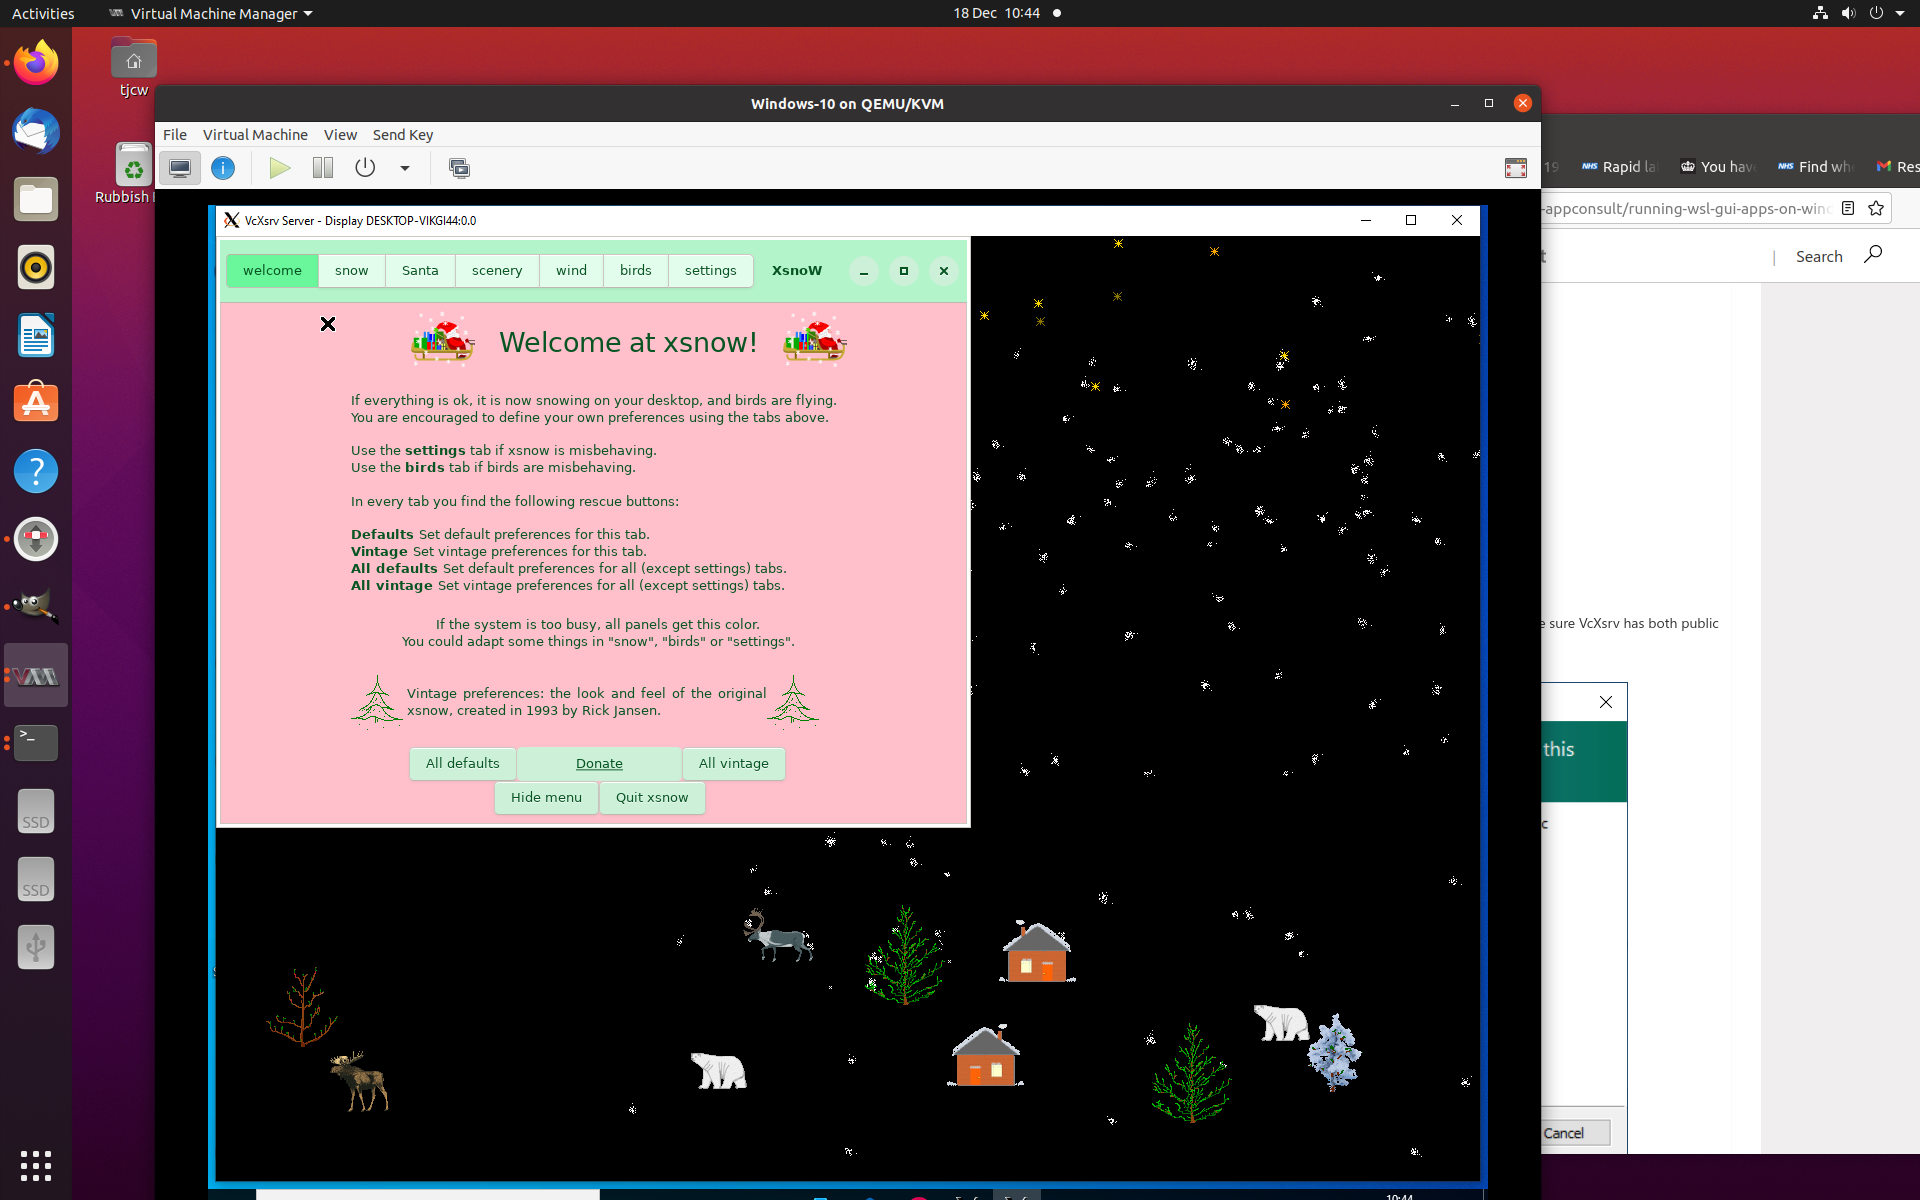 Activities Virtual Machine Manager 18 Dec 10:44
tjcw
Rubbish
Windows-10 on QEMU/KVM
File Virtual Machine View Send Key
19 NHS Rapid la NHS You hav NHS Find wh Res
-appconsult/running-wsl-gui-apps-on-win
Search
VcXsrv Server - Display DESKTOP-VIKGI44:0.0
welcome snow Santa scenery wind birds settings XsnoW
Welcome at xsnow!
If everything is ok, it is now snowing on your desktop, and birds are flying.
You are encouraged to define your own preferences using the tabs above.
Use the settings tab if xsnow is misbehaving.
Use the birds tab if birds are misbehaving.
In every tab you find the following rescue buttons:
Defaults Set default preferences for this tab.
Vintage Set vintage preferences for this tab.
All defaults Set default preferences for all (except settings) tabs.
All vintage Set vintage preferences for all (except settings) tabs.
If the system is too busy, all panels get this color.
You could adapt some things in "snow", "birds" or "settings".
Vintage preferences: the look and feel of the original
xsnow, created in 1993 by Rick Jansen.
All defaults Donate All vintage
Hide menu Quit xsnow
e sure VcXsrv has both public
this
c
Cancel
SSD
SSD
10:44